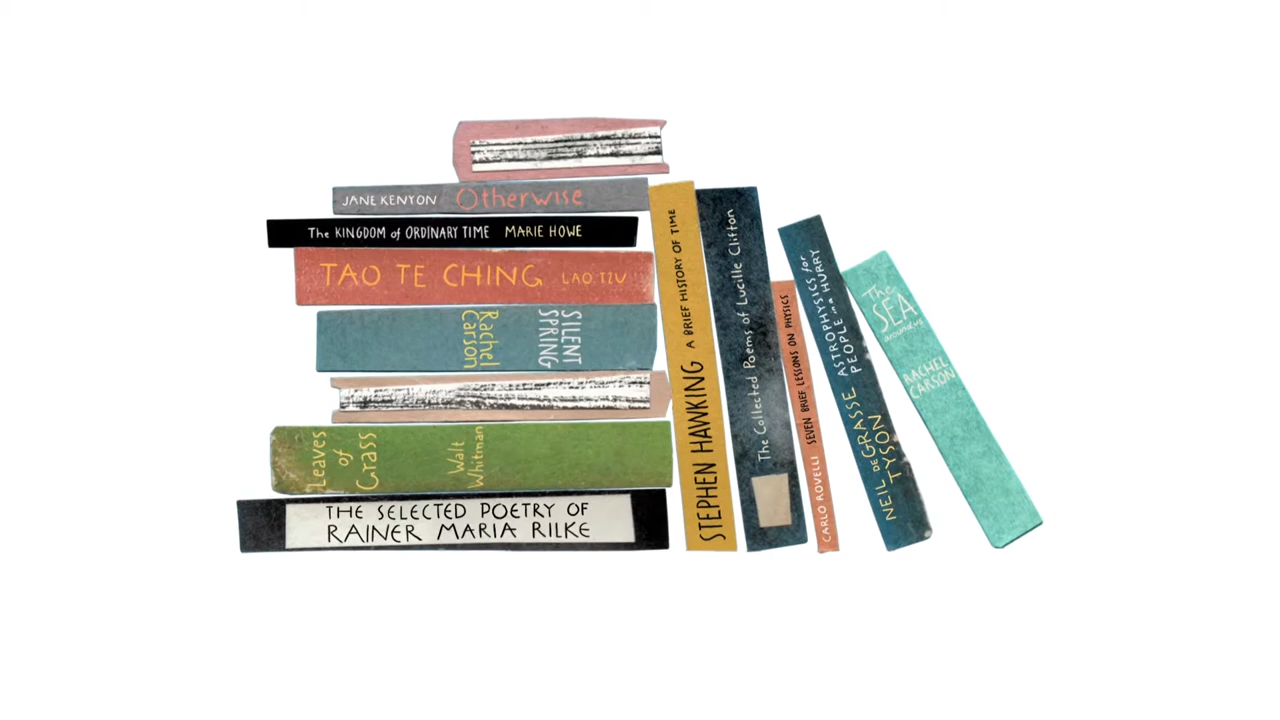 JANE KENYON Otherwise
The KINGDOM of ORDINARY TIME MARIE HOWE
TAO TE CHING LAO TZU
SILENT
SPRING
Rachel
Carson
Leaves
of
Grass
Walt
Whitman
THE SELECTED POETRY OF
RAINER MARIA RILKE
STEPHEN HAWKING A BRIEF HISTORY OF TIME
The Collected Poems of Lucille Clifton
CARLO ROVELLI SEVEN BRIEF LESSONS ON PHYSICS
NEIL DEGRASSE
TYSON
ASTROPHYSICS for
PEOPLE in a HURRY
The
SEA
around us
RACHEL
CARSON